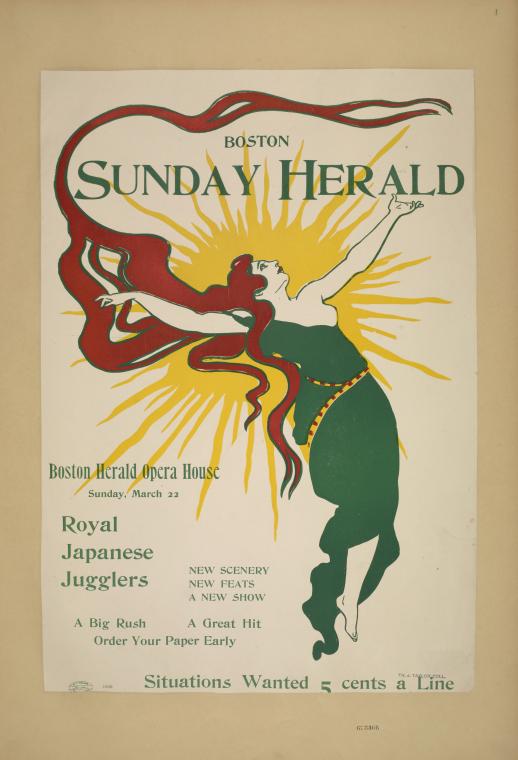 BOSTON
SUNDAY HERALD
Boston Herald Opera House
Sunday, March 22
Royal
Japanese
Jugglers
NEW SCENERY
NEW FEATS
A NEW SHOW
A Big Rush A Great Hit
Order Your Paper Early
Situations Wanted 5 cents a Line